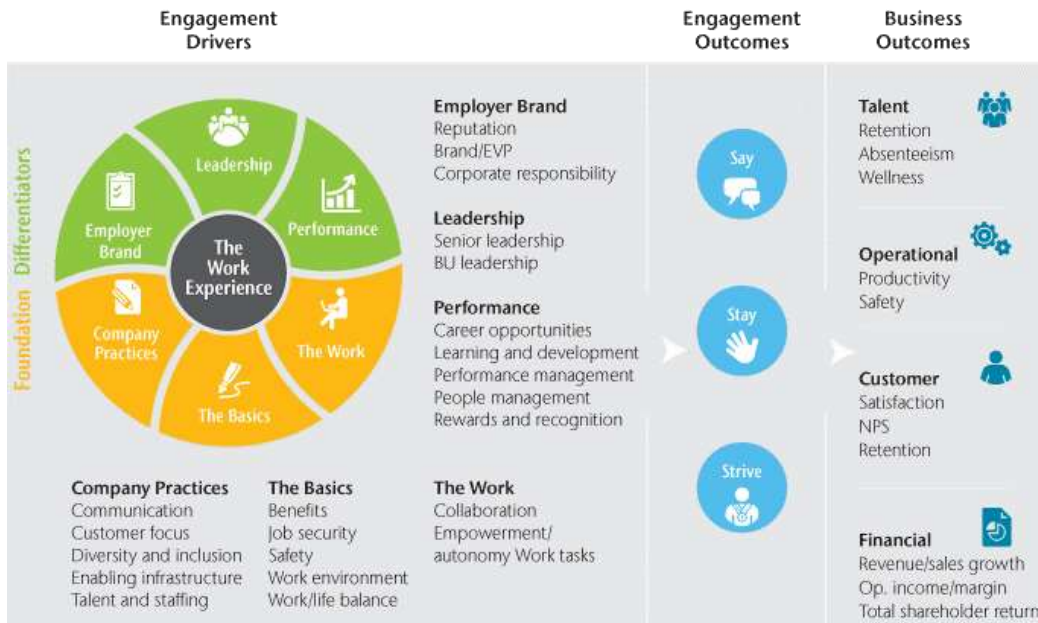 Engagement
Drivers
Engagement
Outcomes
Business
Outcomes
Differentiators
Foundation
Leadership
Performance
Employer
Brand
The
Work
Experience
Company
Practices
The Work
The Basics
Employer Brand
Reputation
Brand/EVP
Corporate responsibility
Leadership
Senior leadership
BU leadership
Performance
Career opportunities
Learning and development
Performance management
People management
Rewards and recognition
Company Practices
Communication
Customer focus
Diversity and inclusion
Enabling infrastructure
Talent and staffing
The Basics
Benefits
Job security
Safety
Work environment
Work/life balance
The Work
Collaboration
Empowerment/
autonomy Work tasks
Say
Stay
Strive
Talent
Retention
Absenteeism
Wellness
Operational
Productivity
Safety
Customer
Satisfaction
NPS
Retention
Financial
Revenue/sales growth
Op. income/margin
Total shareholder return